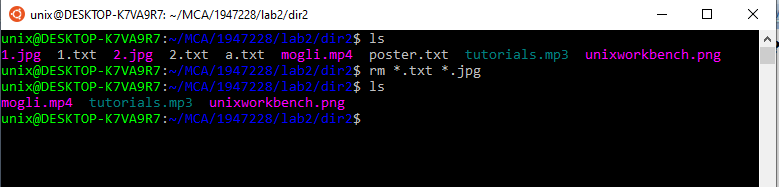 unix@DESKTOP-K7VA9R7: ~/MCA/1947228/lab2/dir2
unix@DESKTOP-K7VA9R7:~/MCA/1947228/lab2/dir2$ ls
1.jpg 1.txt 2.jpg 2.txt a.txt mogli.mp4 poster.txt tutorials.mp3 unixworkbench.png
unix@DESKTOP-K7VA9R7:~/MCA/1947228/lab2/dir2$ rm *.txt *.jpg
unix@DESKTOP-K7VA9R7:~/MCA/1947228/lab2/dir2$ ls
mogli.mp4 tutorials.mp3 unixworkbench.png
unix@DESKTOP-K7VA9R7:~/MCA/1947228/lab2/dir2$